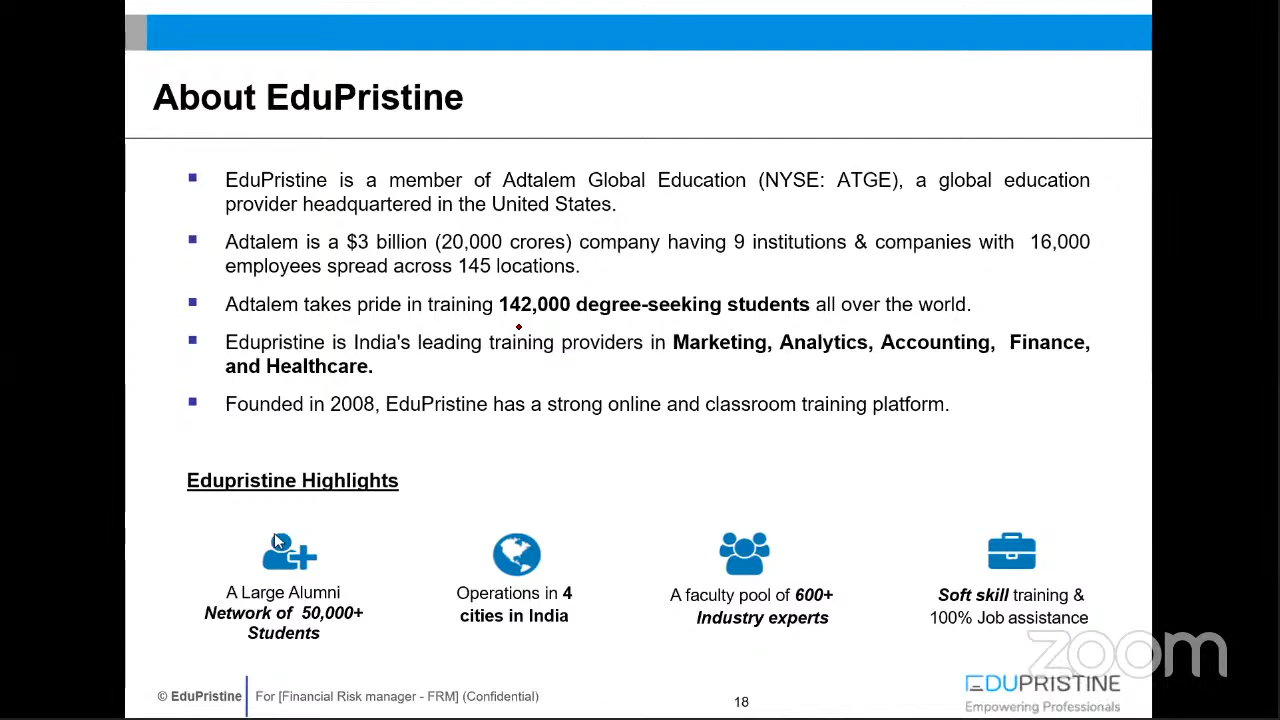 About EduPristine
EduPristine is a member of Adtalem Global Education (NYSE: ATGE), a global education
provider headquartered in the United States.
Adtalem is a $3 billion (20,000 crores) company having 9 institutions & companies with 16,000
employees spread across 145 locations.
Adtalem takes pride in training 142,000 degree-seeking students all over the world.
Edupristine is India's leading training providers in Marketing, Analytics, Accounting, Finance,
and Healthcare.
Founded in 2008, EduPristine has a strong online and classroom training platform.
Edupristine Highlights
A Large Alumni
Network of 50,000+
Students
Operations in 4
cities in India
A faculty pool of 600+
Industry experts
Soft skill training &
100% Job assistance
zoom
© EduPristine
For [Financial Risk manager - FRM] (Confidential)
18
EDUPRISTINE
Empowering Professionals